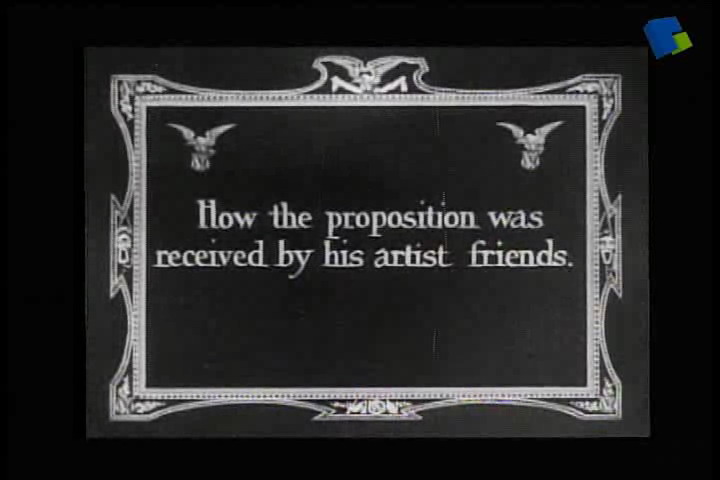 How the proposition was
received by his artist friends.